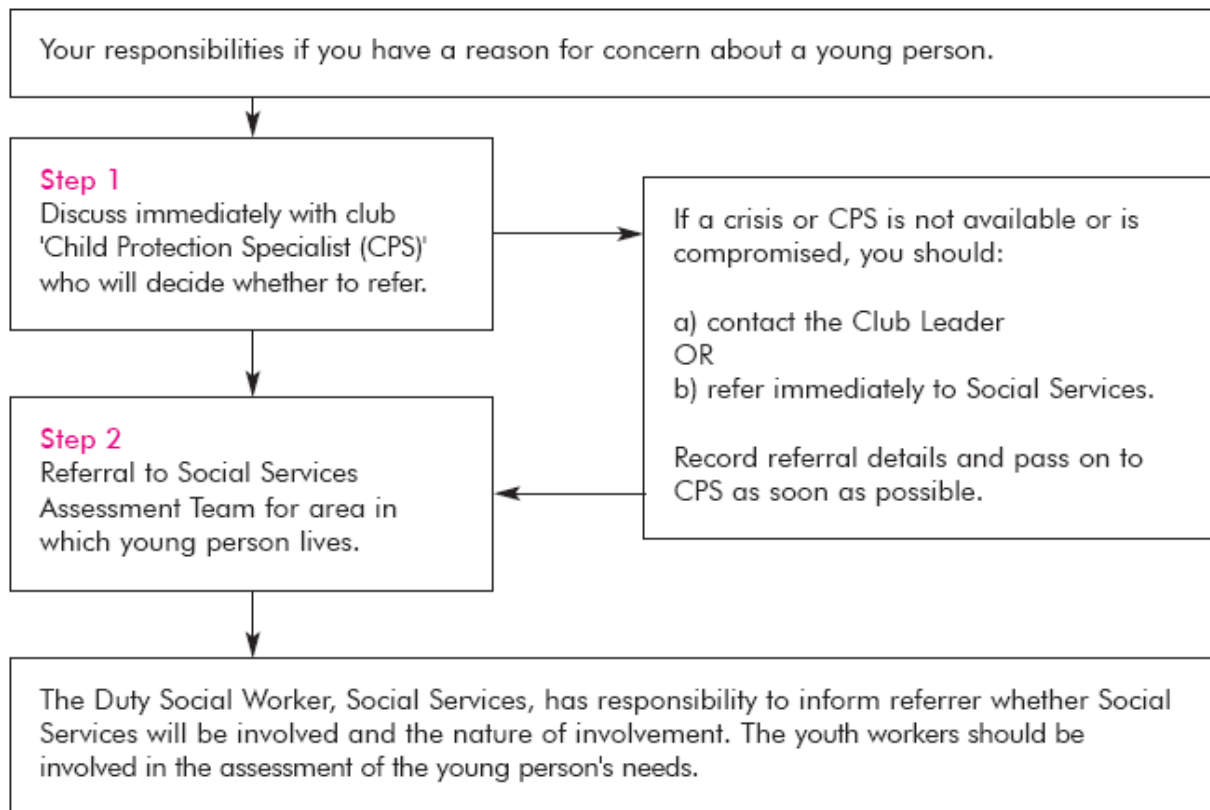 Your responsibilities if you have a reason for concern about a young person.
Step 1
Discuss immediately with club
'Child Protection Specialist (CPS)'
who will decide whether to refer.
If a crisis or CPS is not available or is
compromised, you should:
a) contact the Club Leader
OR
b) refer immediately to Social Services.
Record referral details and pass on to
CPS as soon as possible.
Step 2
Referral to Social Services
Assessment Team for area in
which young person lives.
The Duty Social Worker, Social Services, has responsibility to inform referrer whether Social
Services will be involved and the nature of involvement. The youth workers should be
involved in the assessment of the young person's needs.